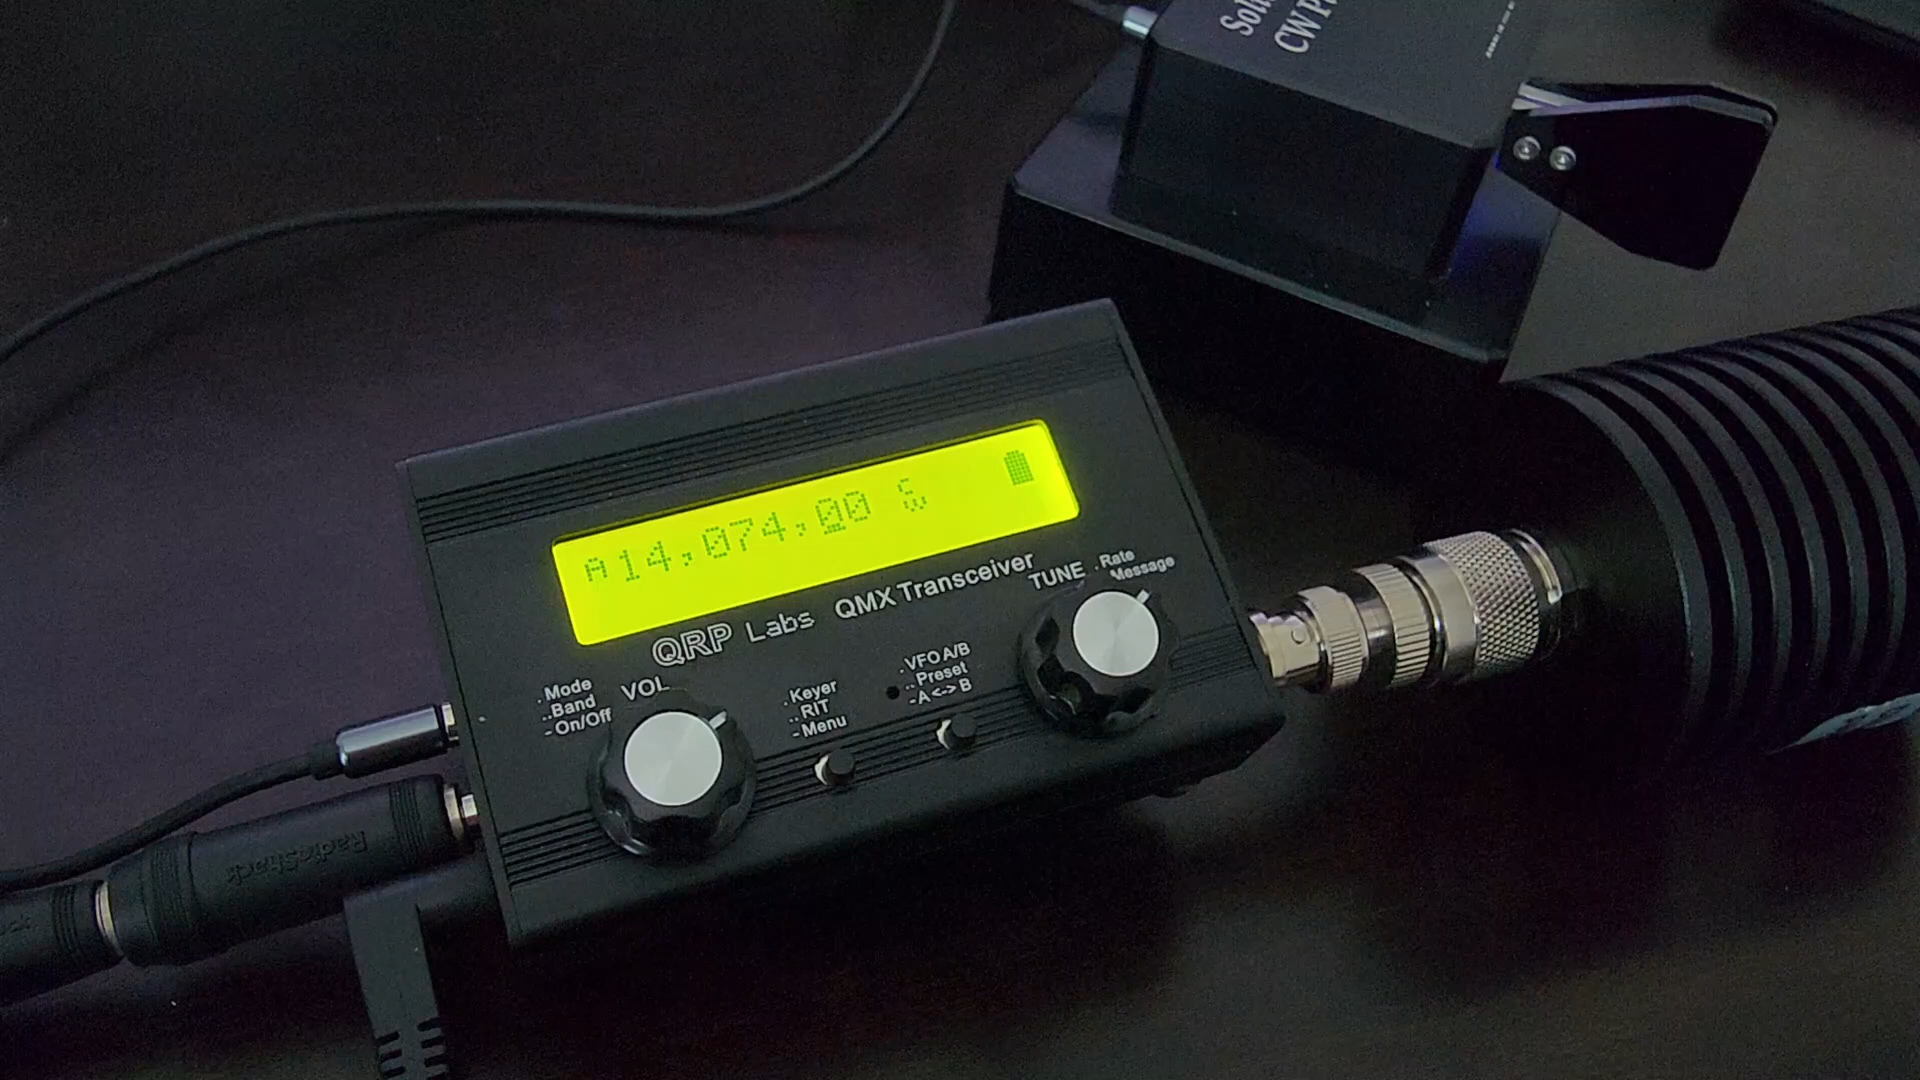 CW
A14,074,00
QRP Labs QMX Transceiver
TUNE
. Rate
.. Message
. Mode
.. Band
- On/Off
VOL
. Keyer
.. RIT
- Menu
. VFO A/B
.. Preset
- A <-> B
RadioShack